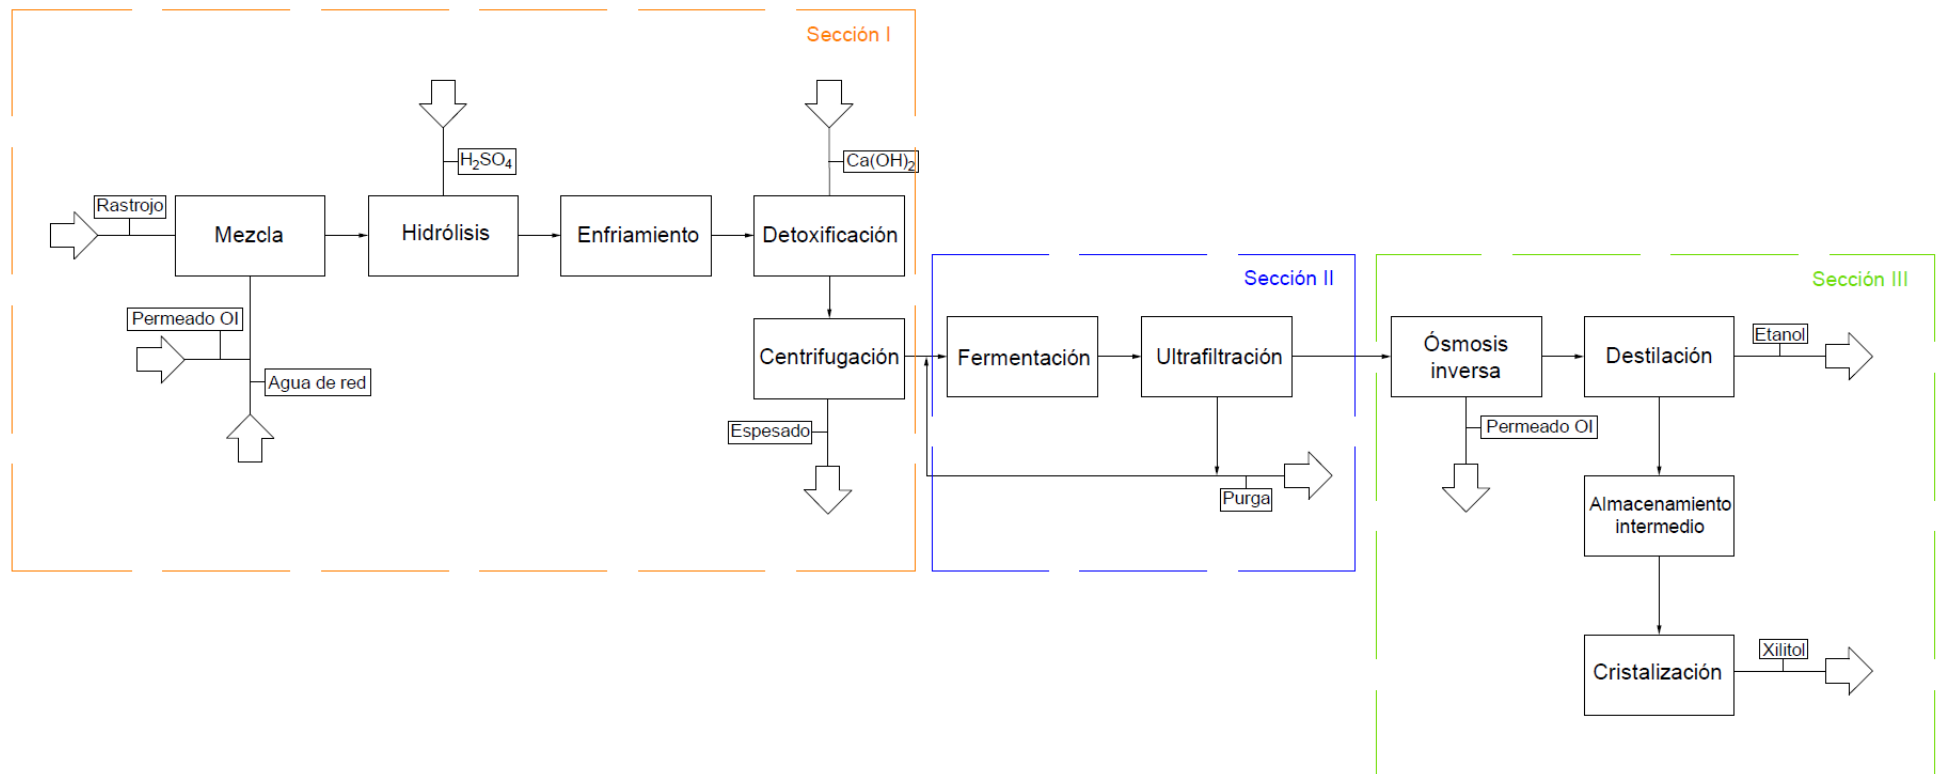 Sección I
H₂SO₄
Ca(OH)₂
Rastrojo
Mezcla
Hidrólisis
Enfriamiento
Detoxificación
Permeado OI
Agua de red
Centrifugación
Espesado
Sección II
Fermentación
Ultrafiltración
Purga
Sección III
Ósmosis
inversa
Destilación
Etanol
Permeado OI
Almacenamiento
intermedio
Cristalización
Xilitol